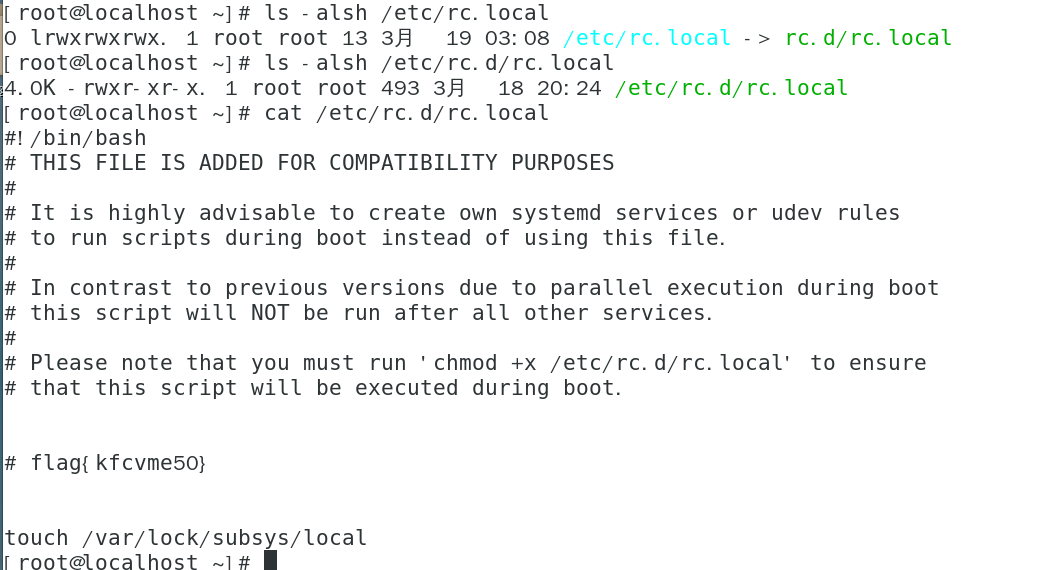 [root@localhost ~]# ls -alsh /etc/rc.local
0 lrwxrwxrwx. 1 root root 13 3月  19 03:08 /etc/rc.local -> rc.d/rc.local
[root@localhost ~]# ls -alsh /etc/rc.d/rc.local
4.0K -rwxr-xr-x. 1 root root 493 3月  18 20:24 /etc/rc.d/rc.local
[root@localhost ~]# cat /etc/rc.d/rc.local
#!/bin/bash
# THIS FILE IS ADDED FOR COMPATIBILITY PURPOSES
#
# It is highly advisable to create own systemd services or udev rules
# to run scripts during boot instead of using this file.
#
# In contrast to previous versions due to parallel execution during boot
# this script will NOT be run after all other services.
#
# Please note that you must run 'chmod +x /etc/rc.d/rc.local' to ensure
# that this script will be executed during boot.
# flag{kfcvme50}
touch /var/lock/subsys/local
[root@localhost ~]#